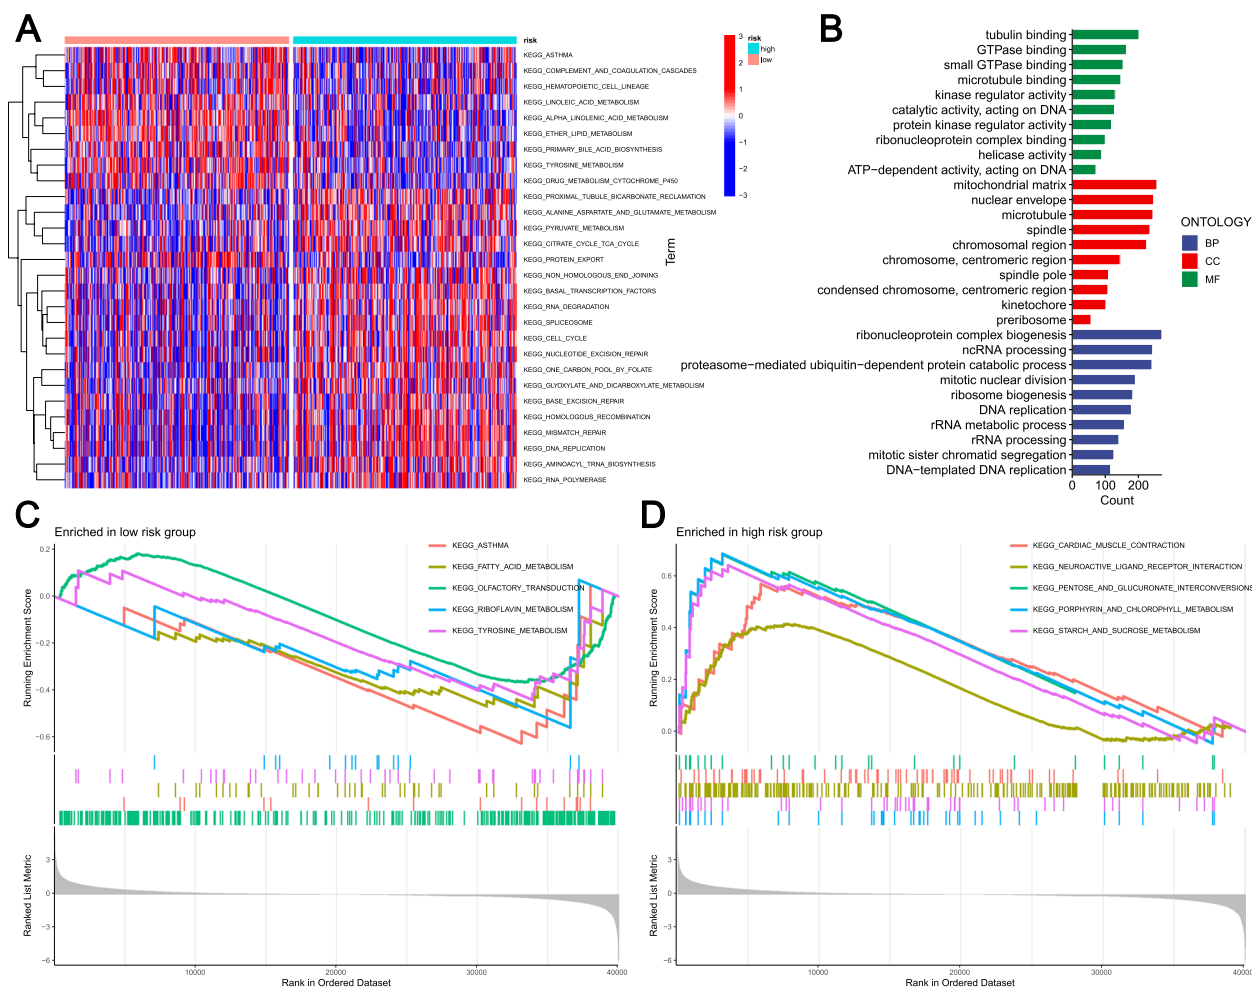 A
risk
KEGG_ASTHMA
KEGG_COMPLEMENT_AND_COAGULATION_CASCADES
KEGG_HEMATOPOIETIC_CELL_LINEAGE
KEGG_LINOLEIC_ACID_METABOLISM
KEGG_ALPHA_LINOLENIC_ACID_METABOLISM
KEGG_ETHER_LIPID_METABOLISM
KEGG_PRIMARY_BILE_ACID_BIOSYNTHESIS
KEGG_TYROSINE_METABOLISM
KEGG_DRUG_METABOLISM_CYTOCHROME_P450
KEGG_PROXIMAL_TUBULE_BICARBONATE_RECLAMATION
KEGG_ALANINE_ASPARTATE_AND_GLUTAMATE_METABOLISM
KEGG_PYRUVATE_METABOLISM
KEGG_CITRATE_CYCLE_TCA_CYCLE
KEGG_PROTEIN_EXPORT
KEGG_NON_HOMOLOGOUS_END_JOINING
KEGG_BASAL_TRANSCRIPTION_FACTORS
KEGG_RNA_DEGRADATION
KEGG_SPLICEOSOME
KEGG_CELL_CYCLE
KEGG_NUCLEOTIDE_EXCISION_REPAIR
KEGG_ONE_CARBON_POOL_BY_FOLATE
KEGG_GLYOXYLATE_AND_DICARBOXYLATE_METABOLISM
KEGG_BASE_EXCISION_REPAIR
KEGG_HOMOLOGOUS_RECOMBINATION
KEGG_MISMATCH_REPAIR
KEGG_DNA_REPLICATION
KEGG_AMINOACYL_TRNA_BIOSYNTHESIS
KEGG_RNA_POLYMERASE
3
2
1
0
−1
−2
−3
risk
high
low
B
Term
tubulin binding
GTPase binding
small GTPase binding
microtubule binding
kinase regulator activity
catalytic activity, acting on DNA
protein kinase regulator activity
ribonucleoprotein complex binding
helicase activity
ATP−dependent activity, acting on DNA
mitochondrial matrix
nuclear envelope
microtubule
spindle
chromosomal region
chromosome, centromeric region
spindle pole
condensed chromosome, centromeric region
kinetochore
preribosome
ribonucleoprotein complex biogenesis
ncRNA processing
proteasome−mediated ubiquitin−dependent protein catabolic process
mitotic nuclear division
ribosome biogenesis
DNA replication
rRNA metabolic process
rRNA processing
mitotic sister chromatid segregation
DNA−templated DNA replication
0 100 200
Count
ONTOLOGY
BP
CC
MF
C
Enriched in low risk group
Running Enrichment Score
0.2
0.0
−0.2
−0.4
−0.6
KEGG_ASTHMA
KEGG_FATTY_ACID_METABOLISM
KEGG_OLFACTORY_TRANSDUCTION
KEGG_RIBOFLAVIN_METABOLISM
KEGG_TYROSINE_METABOLISM
Ranked List Metric
3
0
−3
−6
10000 20000 30000 40000
Rank in Ordered Dataset
D
Enriched in high risk group
Running Enrichment Score
0.6
0.4
0.2
0.0
KEGG_CARDIAC_MUSCLE_CONTRACTION
KEGG_NEUROACTIVE_LIGAND_RECEPTOR_INTERACTION
KEGG_PENTOSE_AND_GLUCURONATE_INTERCONVERSIONS
KEGG_PORPHYRIN_AND_CHLOROPHYLL_METABOLISM
KEGG_STARCH_AND_SUCROSE_METABOLISM
Ranked List Metric
3
0
−3
−6
10000 20000 30000 40000
Rank in Ordered Dataset